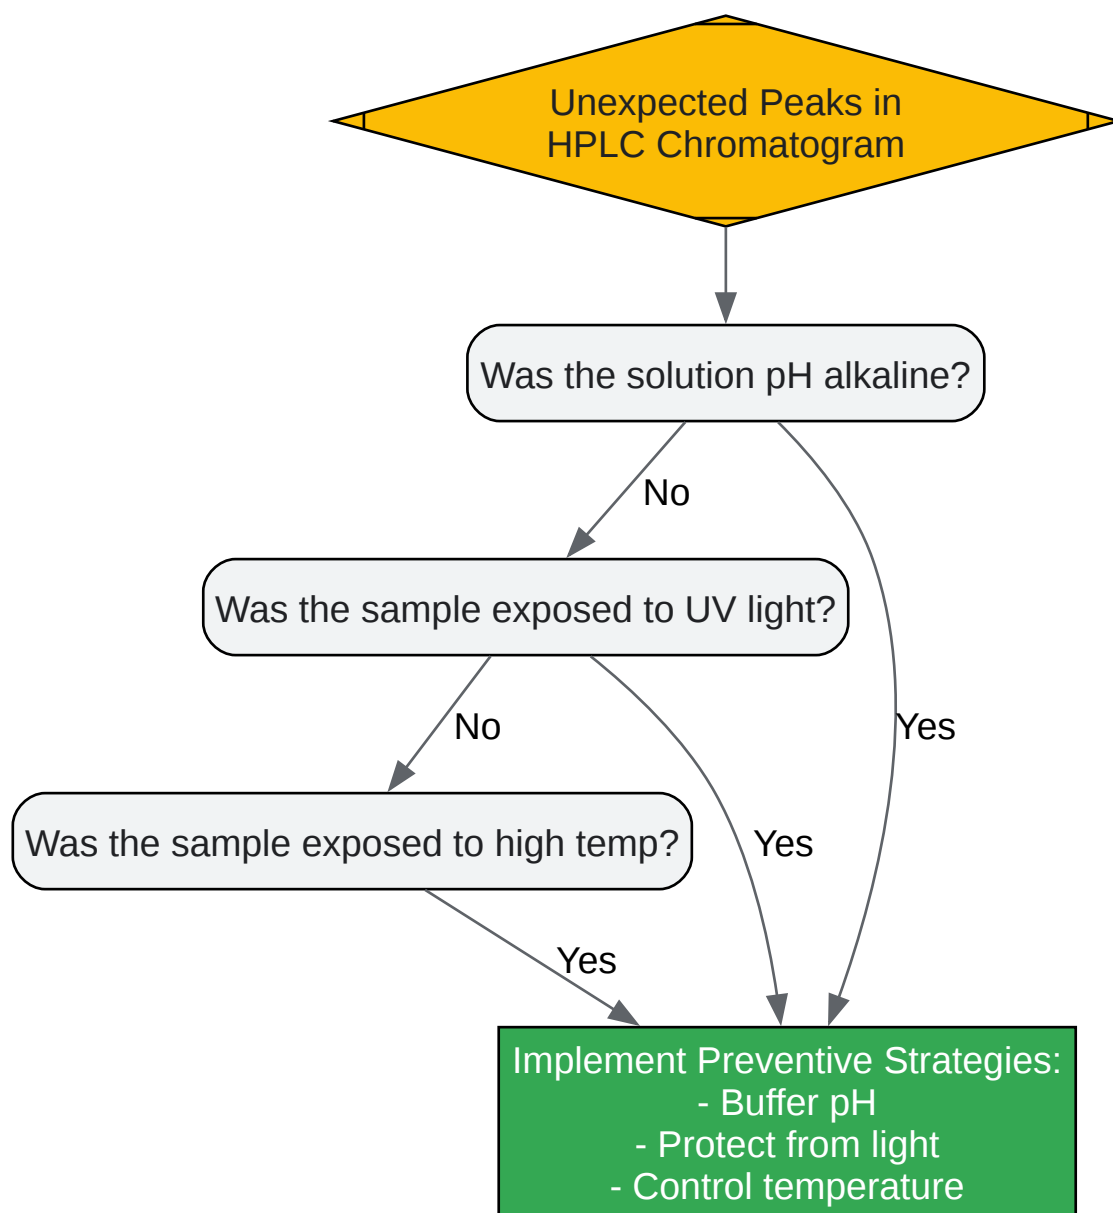 Unexpected Peaks in
HPLC Chromatogram
Was the solution pH alkaline?
No
Was the sample exposed to UV light?
No
Yes
Was the sample exposed to high temp?
Yes
Yes
Implement Preventive Strategies:
- Buffer pH
- Protect from light
- Control temperature